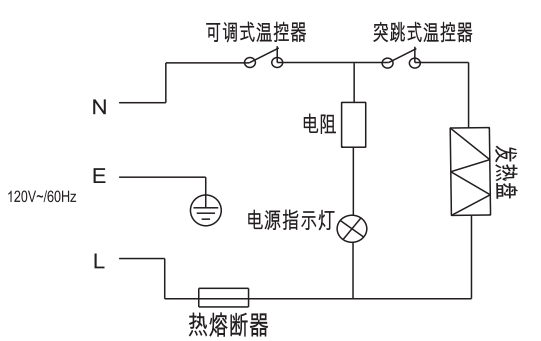 可调式温控器
突跳式温控器
N
电阻
E
发热盘
120V~/60Hz
电源指示灯
L
热熔断器